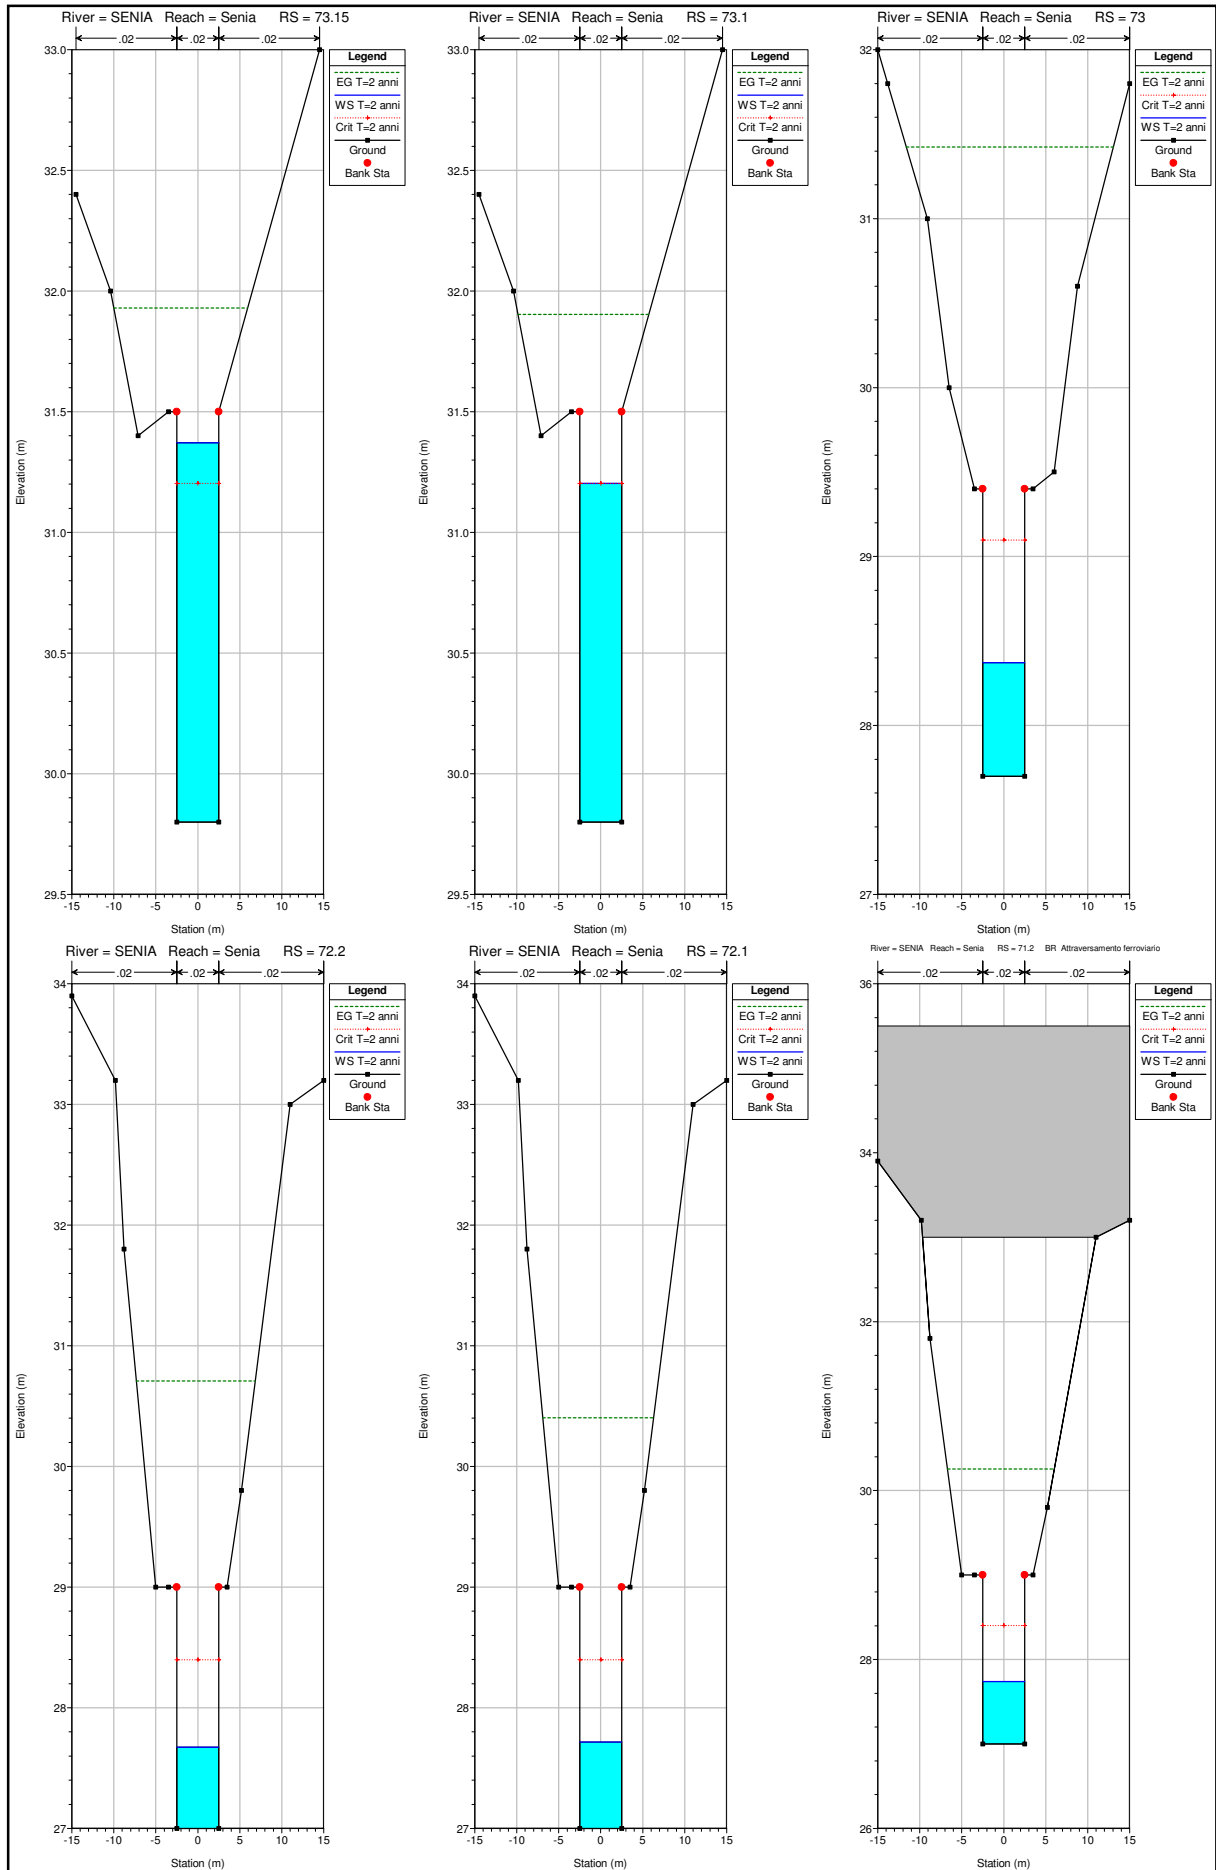 River = SENIA Reach = Senia RS = 73.15
.02 .02 .02
33.0
32.5
32.0
31.5
31.0
30.5
30.0
29.5
-15 -10 -5 0 5 10 15
Station (m)
Elevation (m)
Legend
EG T=2 anni
WS T=2 anni
Crit T=2 anni
Ground
Bank Sta
River = SENIA Reach = Senia RS = 73.1
.02 .02 .02
33.0
32.5
32.0
31.5
31.0
30.5
30.0
29.5
-15 -10 -5 0 5 10 15
Station (m)
Elevation (m)
Legend
EG T=2 anni
WS T=2 anni
Crit T=2 anni
Ground
Bank Sta
River = SENIA Reach = Senia RS = 73
.02 .02 .02
32
31
30
29
28
27
-15 -10 -5 0 5 10 15
Station (m)
Elevation (m)
Legend
EG T=2 anni
Crit T=2 anni
WS T=2 anni
Ground
Bank Sta
River = SENIA Reach = Senia RS = 72.2
.02 .02 .02
34
33
32
31
30
29
28
27
-15 -10 -5 0 5 10 15
Station (m)
Elevation (m)
Legend
EG T=2 anni
Crit T=2 anni
WS T=2 anni
Ground
Bank Sta
River = SENIA Reach = Senia RS = 72.1
.02 .02 .02
34
33
32
31
30
29
28
27
-15 -10 -5 0 5 10 15
Station (m)
Elevation (m)
Legend
EG T=2 anni
Crit T=2 anni
WS T=2 anni
Ground
Bank Sta
River = SENIA Reach = Senia RS = 71.2 BR Attraversamento ferroviario
.02 .02 .02
36
34
32
30
28
26
-15 -10 -5 0 5 10 15
Station (m)
Elevation (m)
Legend
EG T=2 anni
Crit T=2 anni
WS T=2 anni
Ground
Bank Sta